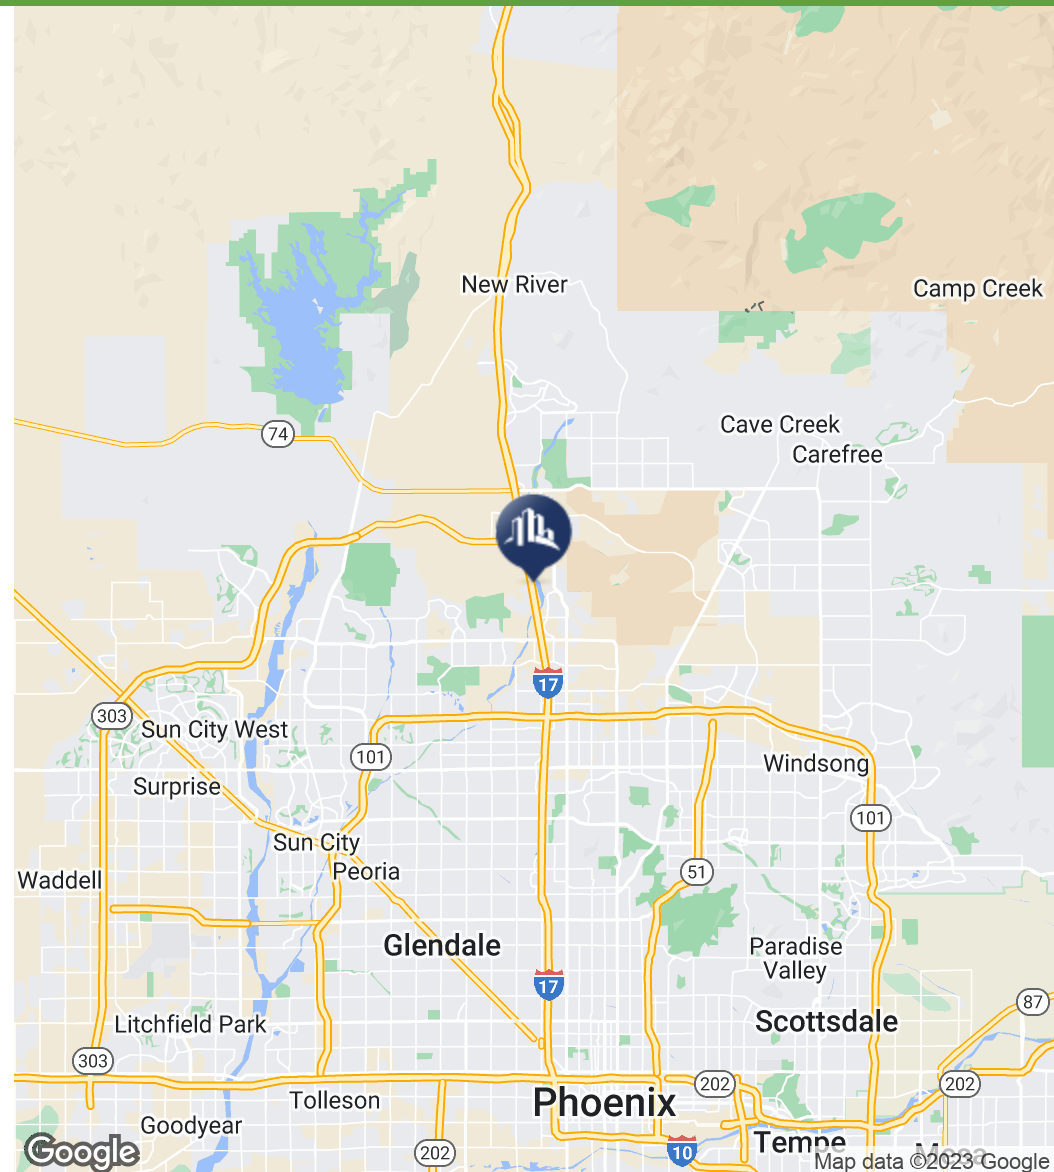 New River
Camp Creek
74
Cave Creek
Carefree
17
303
Sun City West
101
Windsong
Surprise
101
Sun City
Peoria
51
Waddell
Glendale
Paradise
Valley
17
87
Scottsdale
Litchfield Park
303
202
202
Tolleson
Phoenix
Goodyear
Tempe
Mesa
10
202
Google
Map data ©2023 Google